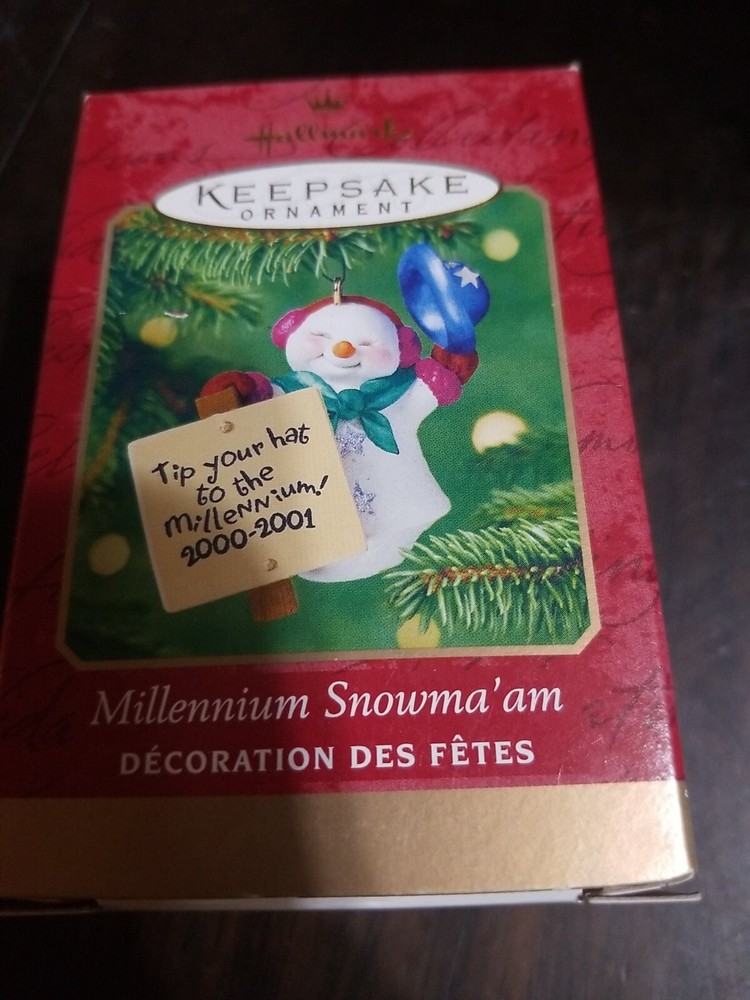 Hallmark
KEEPSAKE
ORNAMENT
Tip your hat
to the
Millennium!
2000-2001
Millennium Snowma'am
DÉCORATION DES FÊTES